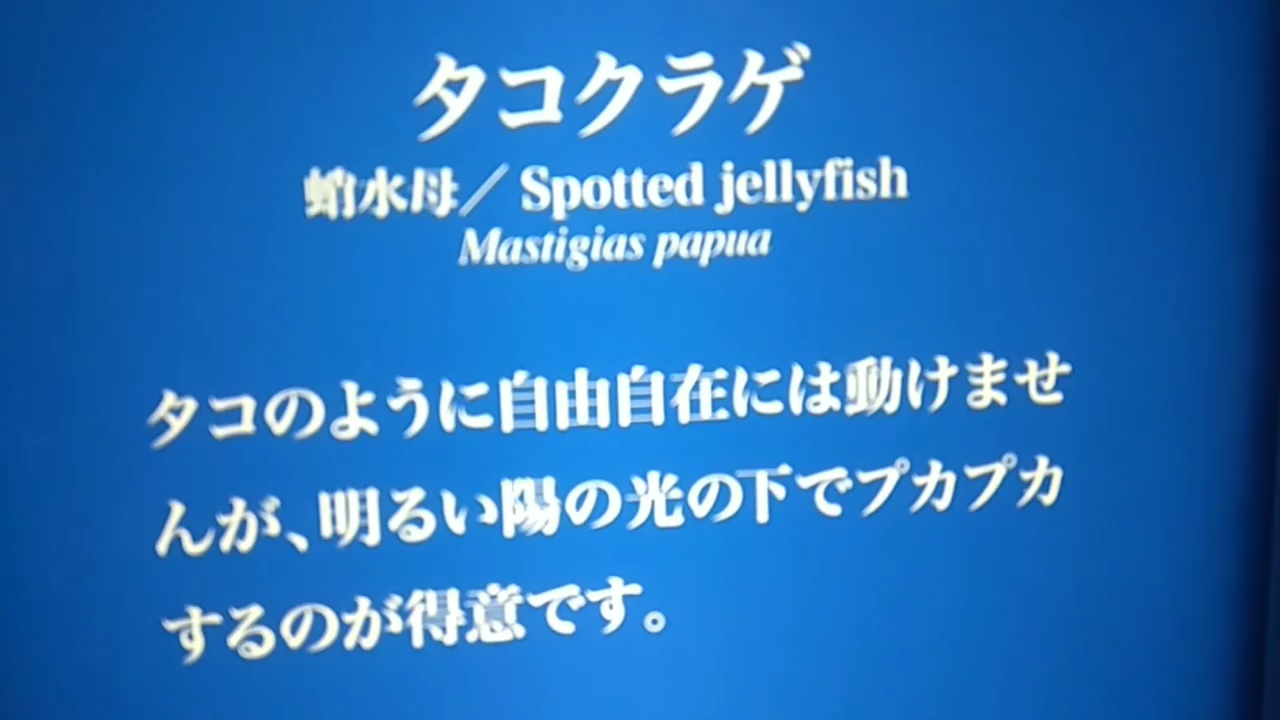 タコクラゲ
蛸水母／Spotted jellyfish
Mastigias papua
タコのように自由自在には動けませ
んが、明るい陽の光の下でプカプカ
するのが得意です。